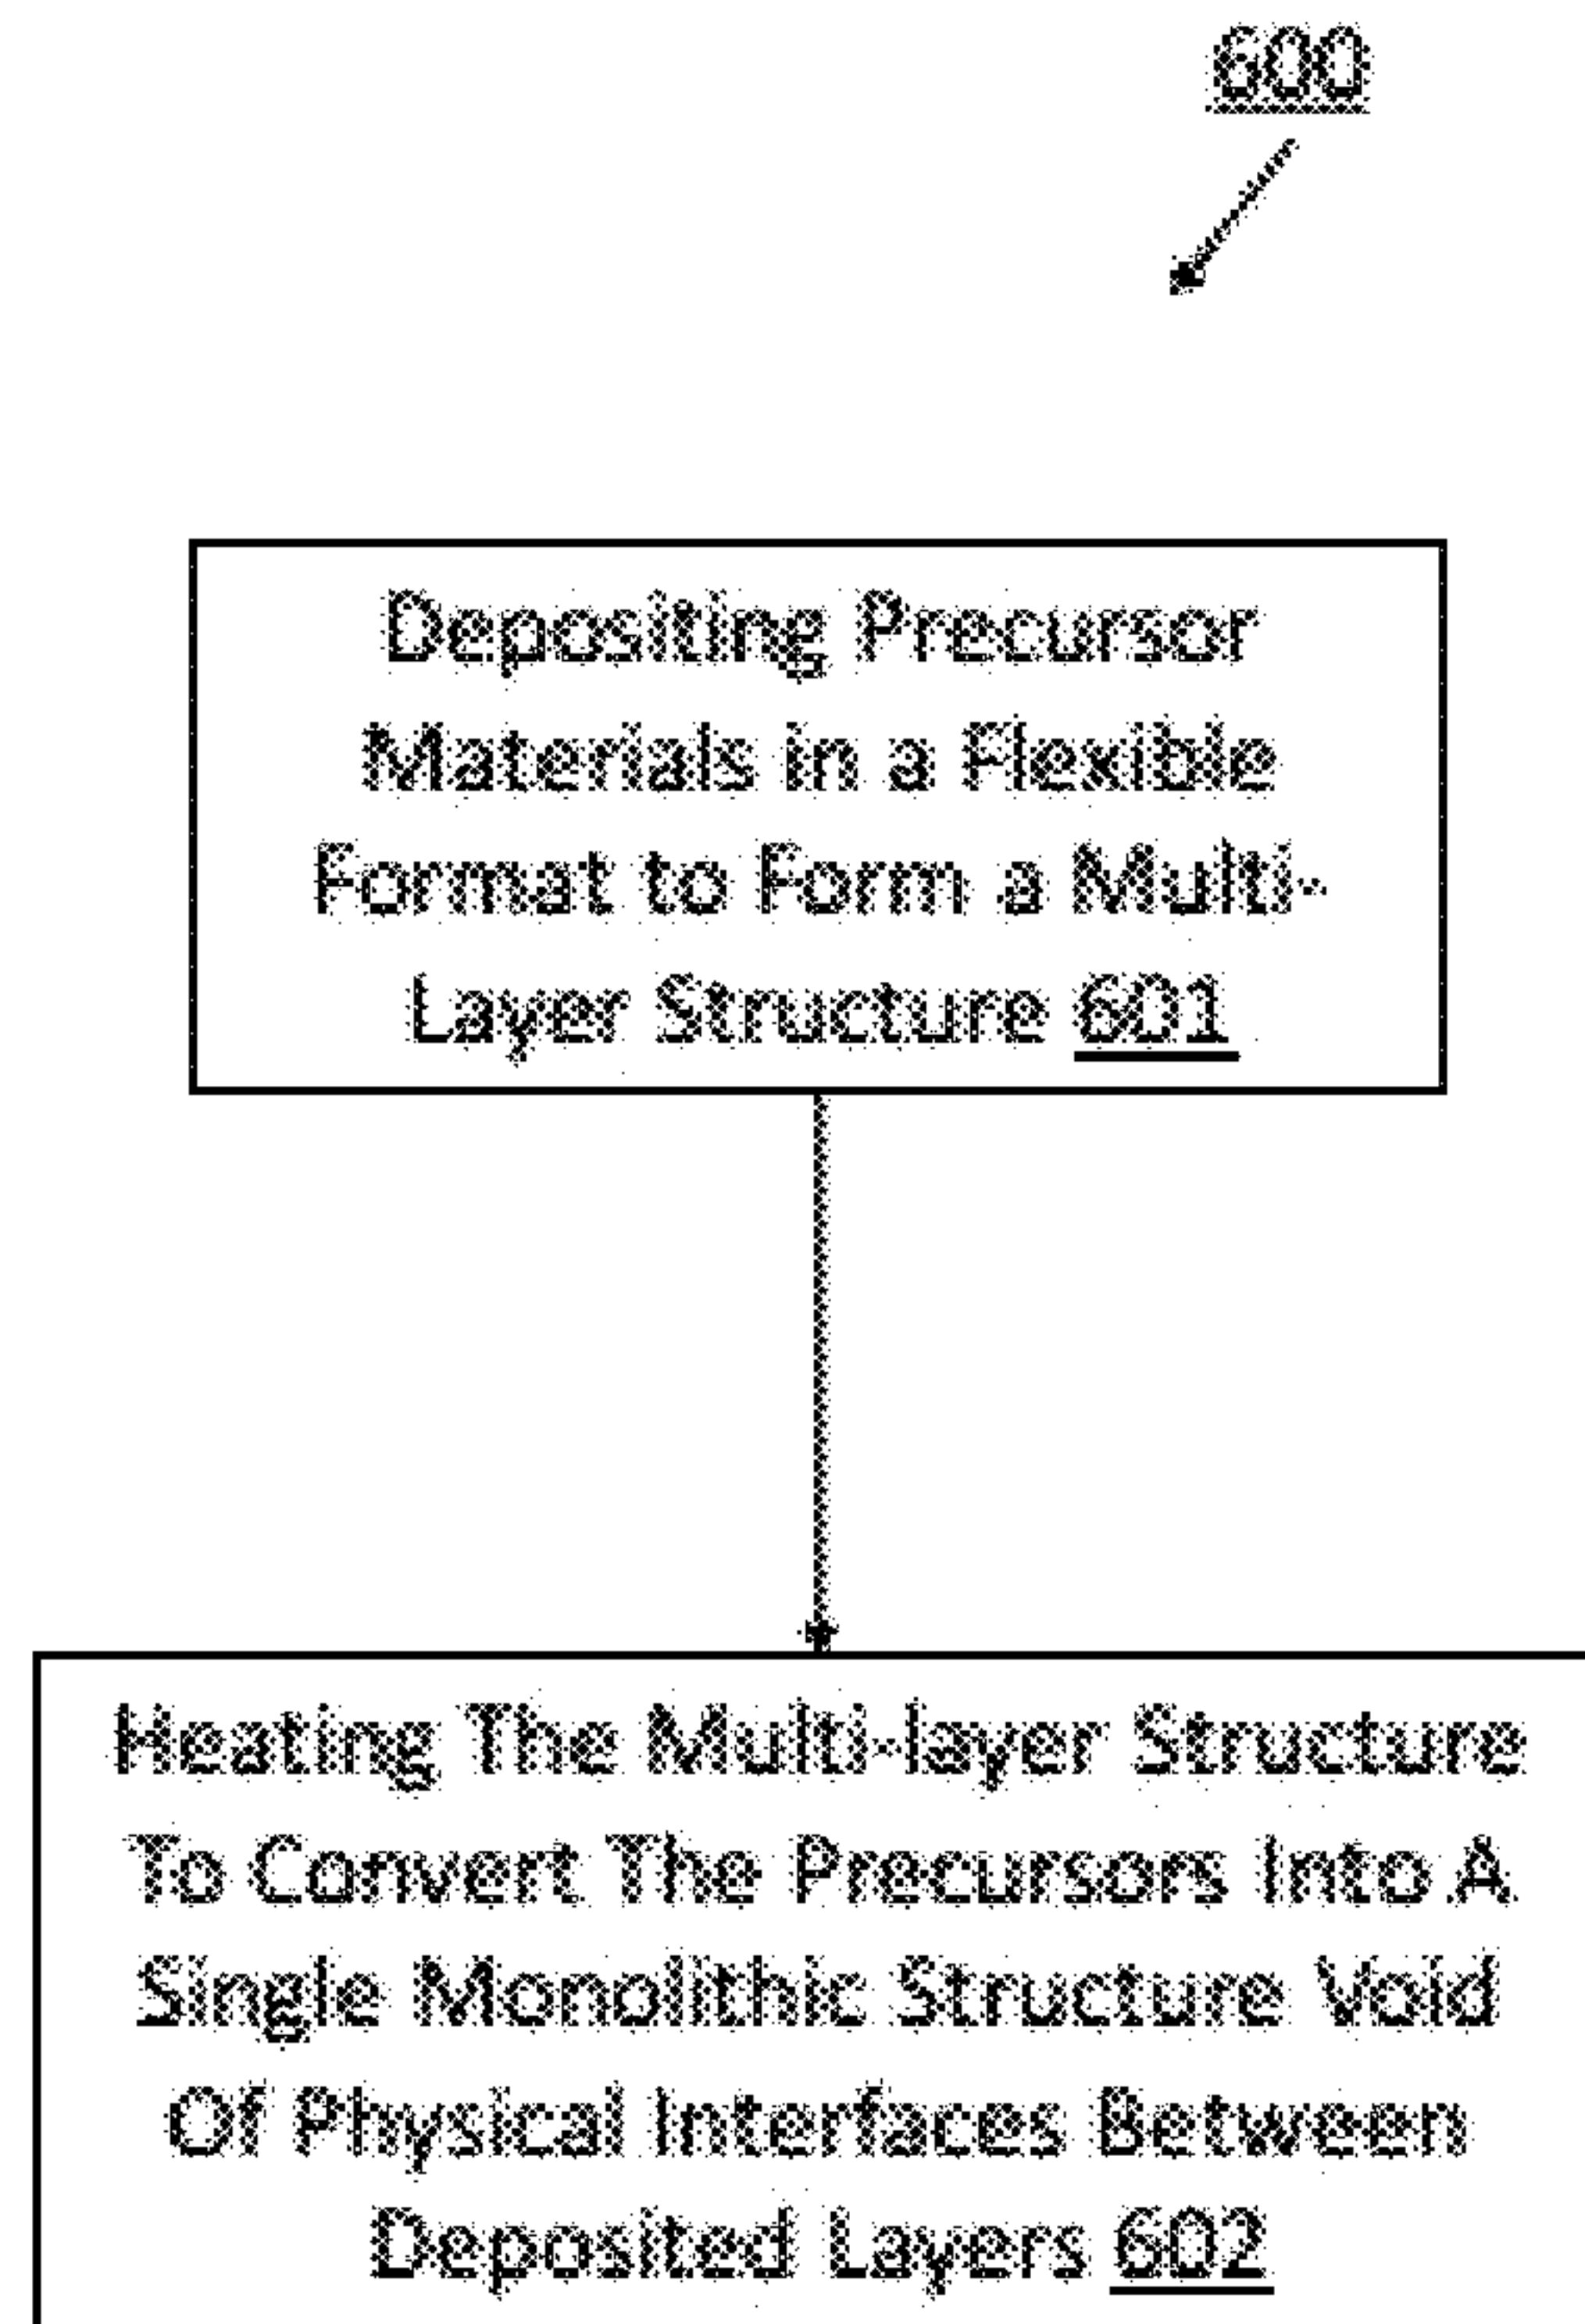 600
Depositing Precursor
Materials in a Flexible
Format to Form a Multi-
Layer Structure 601
Heating The Multi-layer Structure
To Convert The Precursors Into A
Single Monolithic Structure Void
Of Physical Interfaces Between
Deposited Layers 602